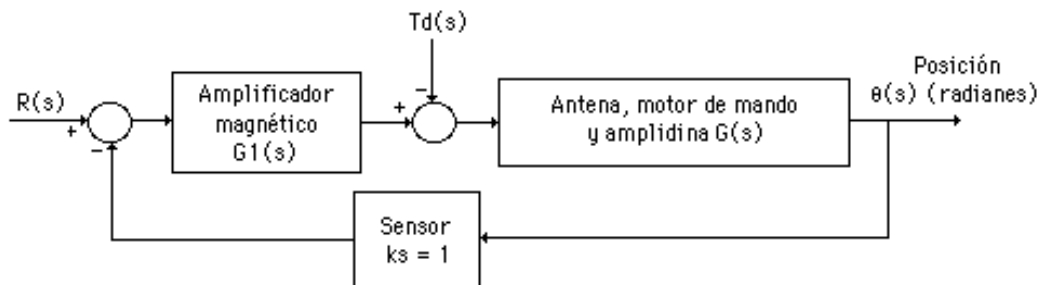 Td(s)
R(s)
+
−
Amplificador
magnético
G1(s)
+
−
Antena, motor de mando
y amplidina G(s)
Posición
θ(s) (radianes)
Sensor
ks = 1